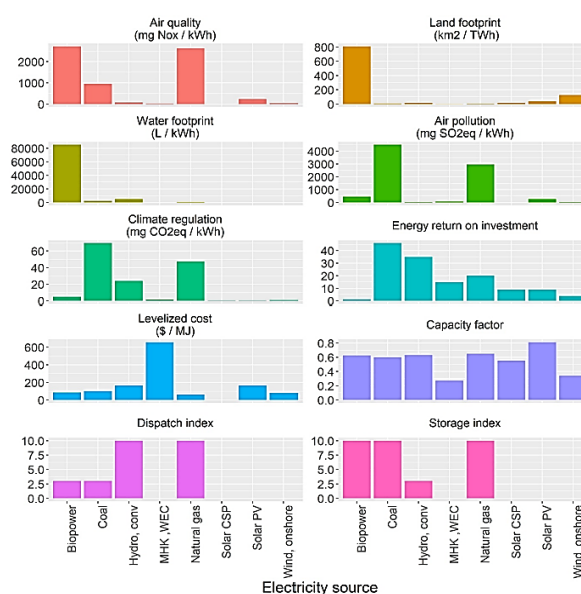 Air quality
(mg Nox / kWh)
2000
1000
0
Land footprint
(km2 / TWh)
800
600
400
200
0
Water footprint
(L / kWh)
80000
60000
40000
20000
0
Air pollution
(mg SO2eq / kWh)
4000
3000
2000
1000
0
Climate regulation
(mg CO2eq / kWh)
60
40
20
0
Energy return on investment
40
30
20
10
0
Levelized cost
($ / MJ)
600
400
200
0
Capacity factor
0.8
0.6
0.4
0.2
0.0
Dispatch index
10.0
7.5
5.0
2.5
0.0
Storage index
10.0
7.5
5.0
2.5
0.0
Biopower
Coal
Hydro, conv
MHK ,WEC
Natural gas
Solar CSP
Solar PV
Wind, onshore
Biopower
Coal
Hydro, conv
MHK ,WEC
Natural gas
Solar CSP
Solar PV
Wind, onshore
Electricity source